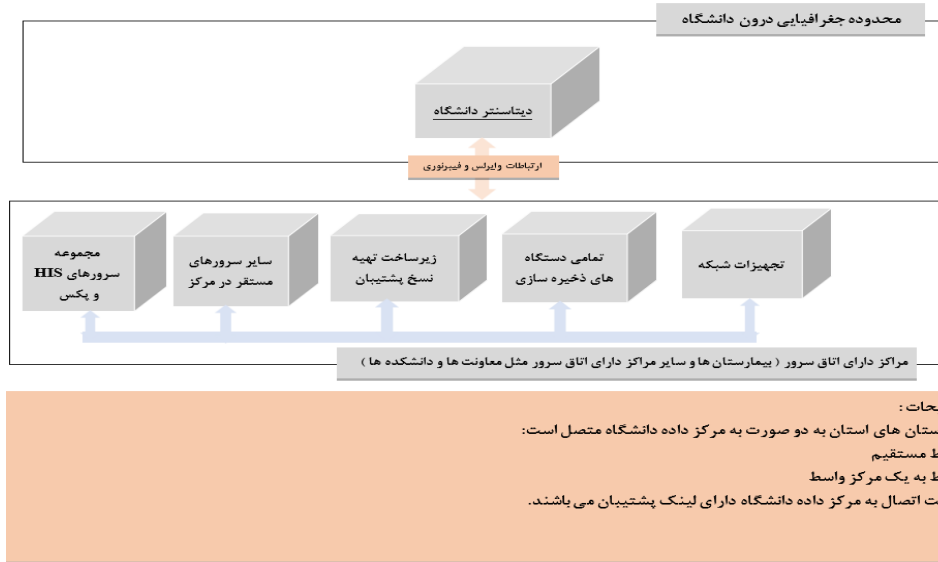 محدوده جغرافیایی درون دانشگاه
دیتاسنتر دانشگاه
ارتباطات وایرلس و فیبرنوری
تجهیزات شبکه
تمامی دستگاه
های ذخیره سازی
زیرساخت تهیه
نسخ پشتیبان
سایر سرورهای
مستقر در مرکز
مجموعه
سرورهای HIS
و پکس
مراکز دارای اتاق سرور ( بیمارستان ها و سایر مراکز دارای اتاق سرور مثل معاونت ها و دانشکده ها )
های استان به دو صورت به مرکز داده دانشگاه متصل است:
مستقیم
به یک مرکز واسط
اتصال به مرکز داده دانشگاه دارای لینک پشتیبان می باشند.